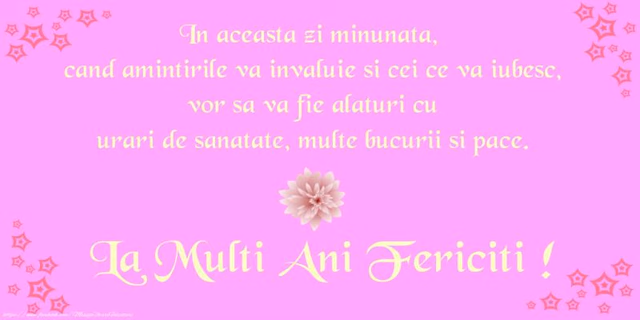 In aceasta zi minunata,
cand amintirile va invaluie si cei ce va iubesc,
vor sa va fie alaturi cu
urari de sanatate, multe bucurii si pace.
La Multi Ani Fericiti !